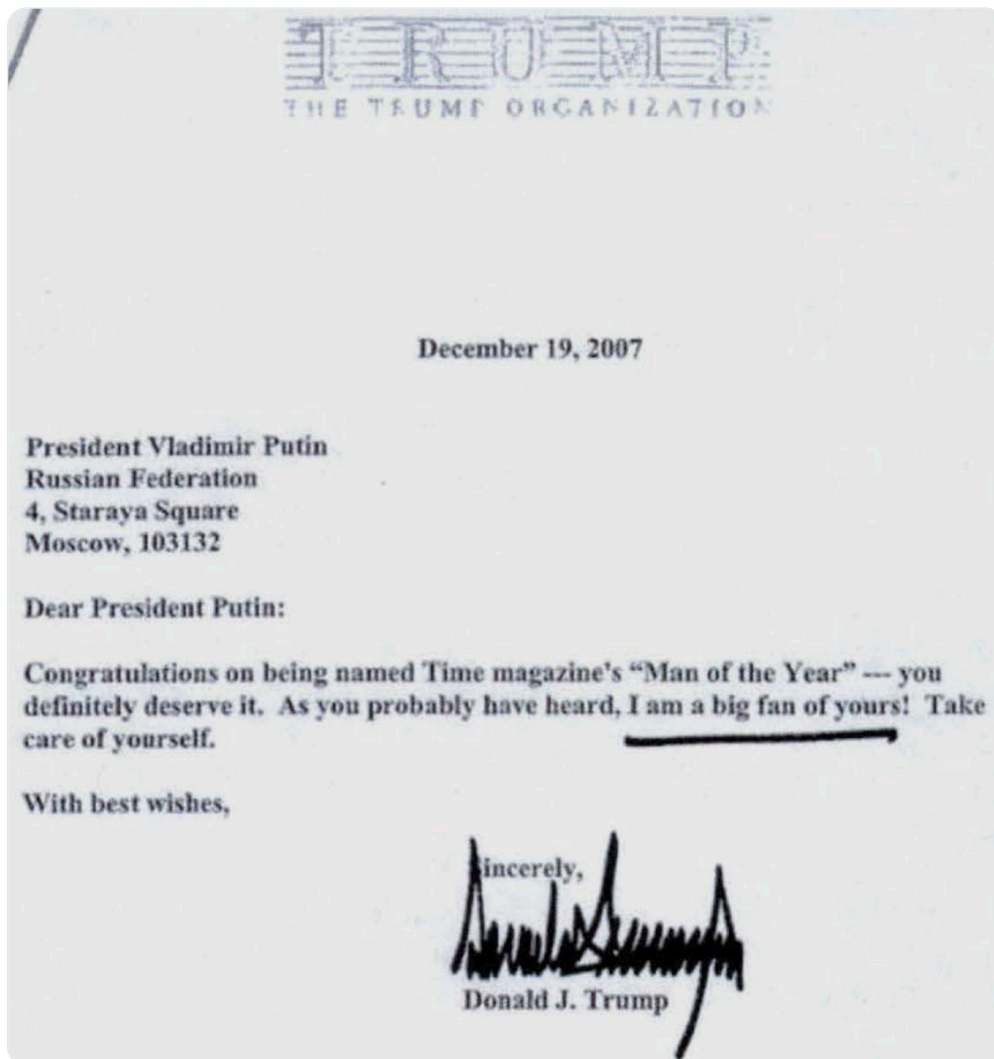 TRUMP
THE TRUMP ORGANIZATION
December 19, 2007
President Vladimir Putin
Russian Federation
4, Staraya Square
Moscow, 103132
Dear President Putin:
Congratulations on being named Time magazine's “Man of the Year” --- you
definitely deserve it.  As you probably have heard, I am a big fan of yours!  Take
care of yourself.
With best wishes,
Sincerely,
Donald J. Trump